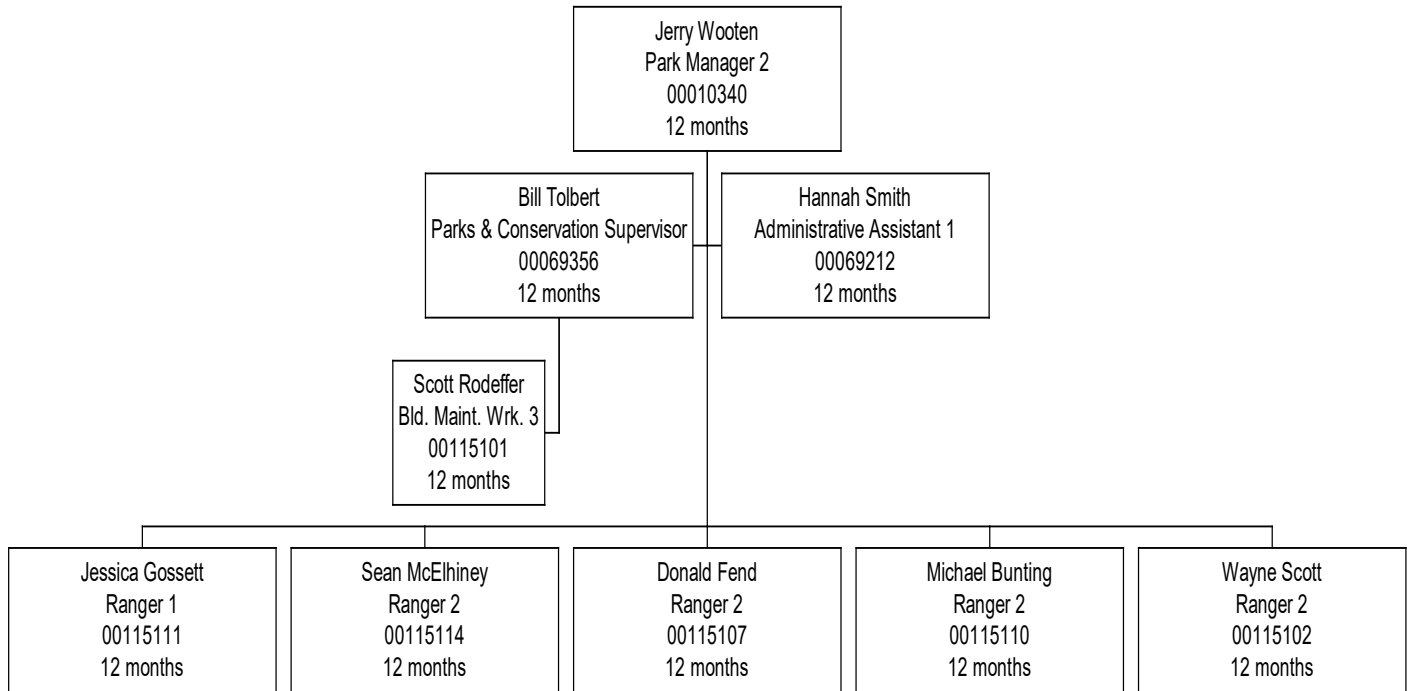 Jerry Wooten
Park Manager 2
00010340
12 months
Bill Tolbert
Parks & Conservation Supervisor
00069356
12 months
Hannah Smith
Administrative Assistant 1
00069212
12 months
Scott Rodeffer
Bld. Maint. Wrk. 3
00115101
12 months
Jessica Gossett
Ranger 1
00115111
12 months
Sean McElhiney
Ranger 2
00115114
12 months
Donald Fend
Ranger 2
00115107
12 months
Michael Bunting
Ranger 2
00115110
12 months
Wayne Scott
Ranger 2
00115102
12 months